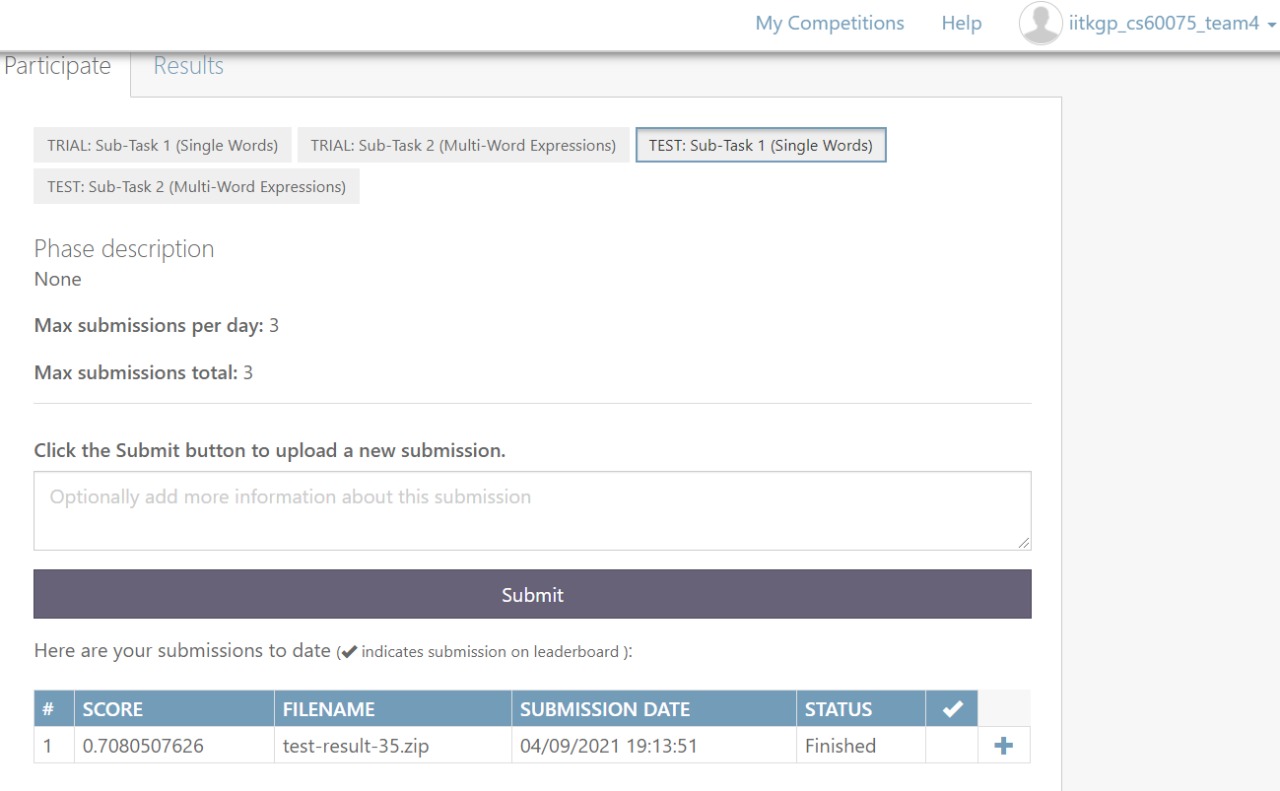 My Competitions Help iitkgp_cs60075_team4
Participate Results
TRIAL: Sub-Task 1 (Single Words) TRIAL: Sub-Task 2 (Multi-Word Expressions) TEST: Sub-Task 1 (Single Words)
TEST: Sub-Task 2 (Multi-Word Expressions)
Phase description
None
Max submissions per day: 3
Max submissions total: 3
Click the Submit button to upload a new submission.
Optionally add more information about this submission
Submit
Here are your submissions to date (✔ indicates submission on leaderboard ):
# SCORE FILENAME SUBMISSION DATE STATUS ✔
1 0.7080507626 test-result-35.zip 04/09/2021 19:13:51 Finished +